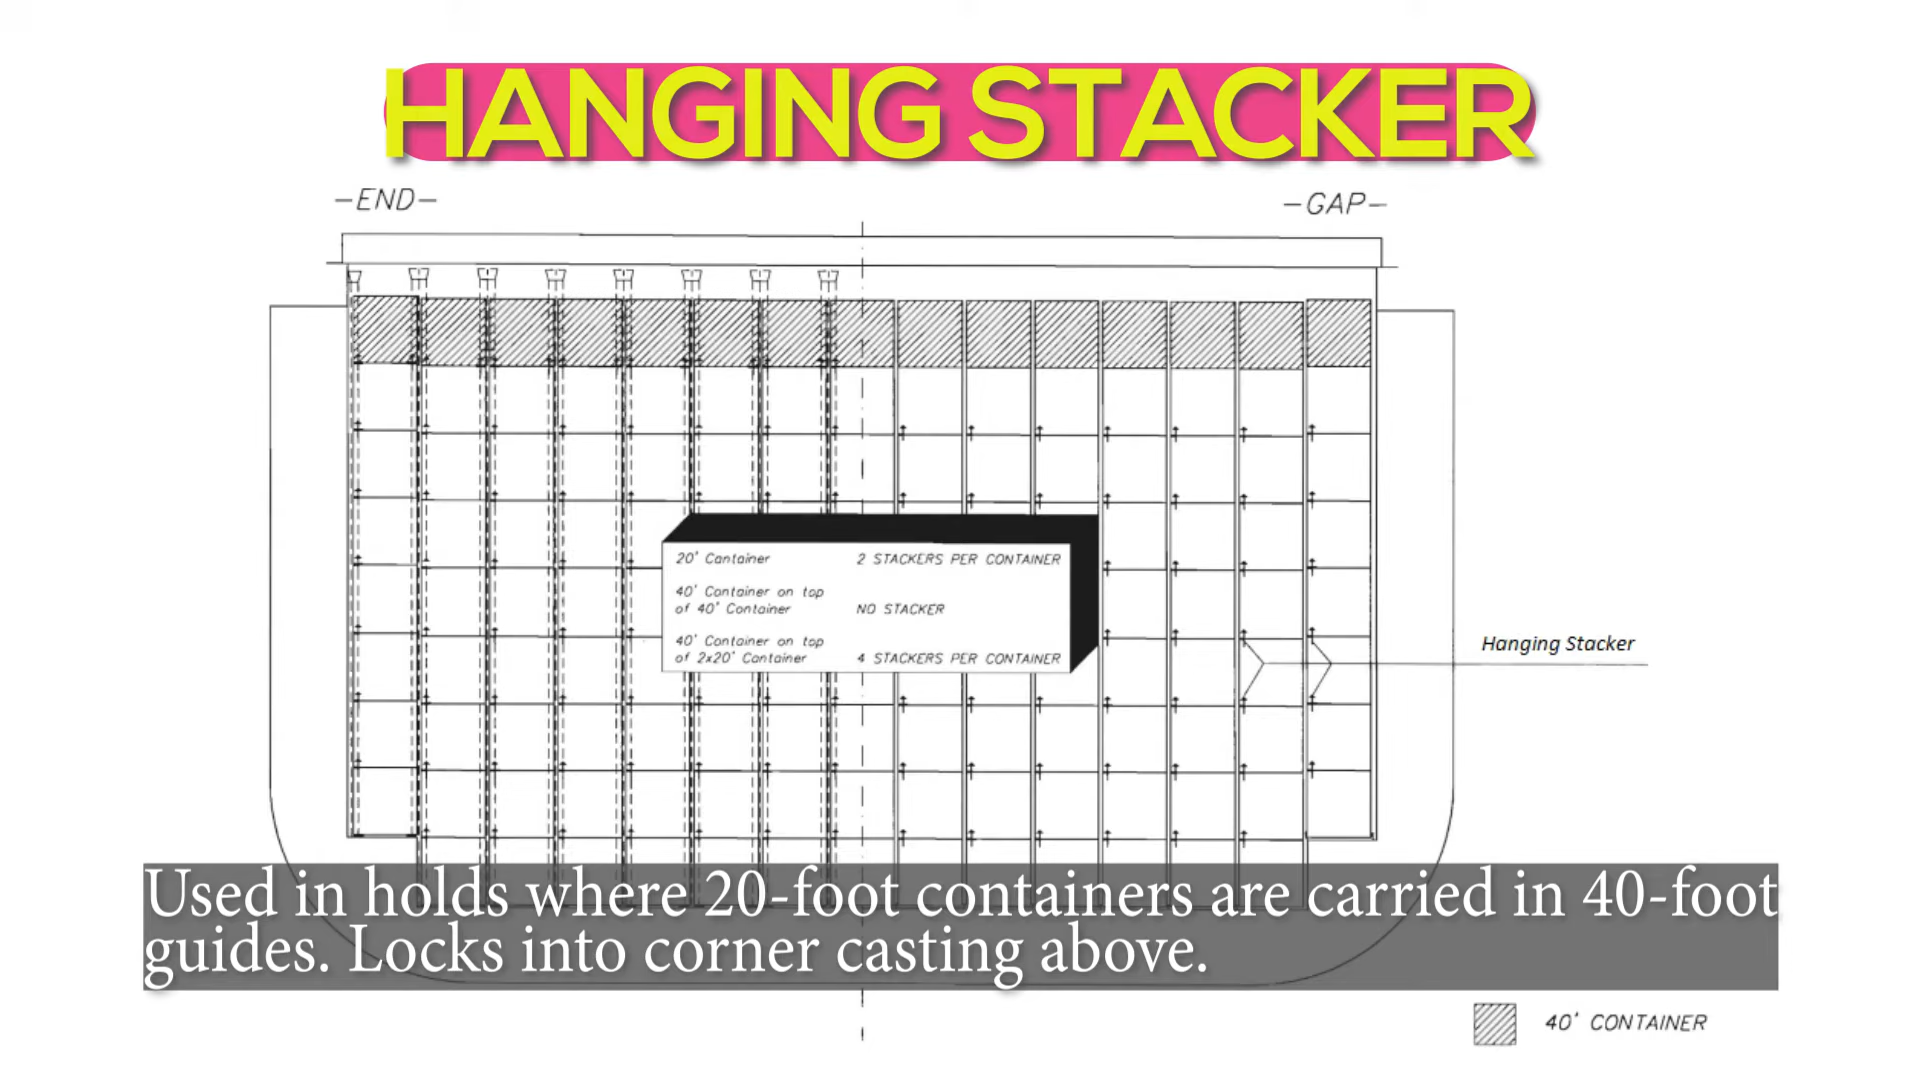 HANGING STACKER
-END-
-GAP-
20' Container 2 STACKERS PER CONTAINER
40' Container on top
of 40' Container NO STACKER
40' Container on top
of 2x20' Container 4 STACKERS PER CONTAINER
Hanging Stacker
Used in holds where 20-foot containers are carried in 40-foot
guides. Locks into corner casting above.
40' CONTAINER